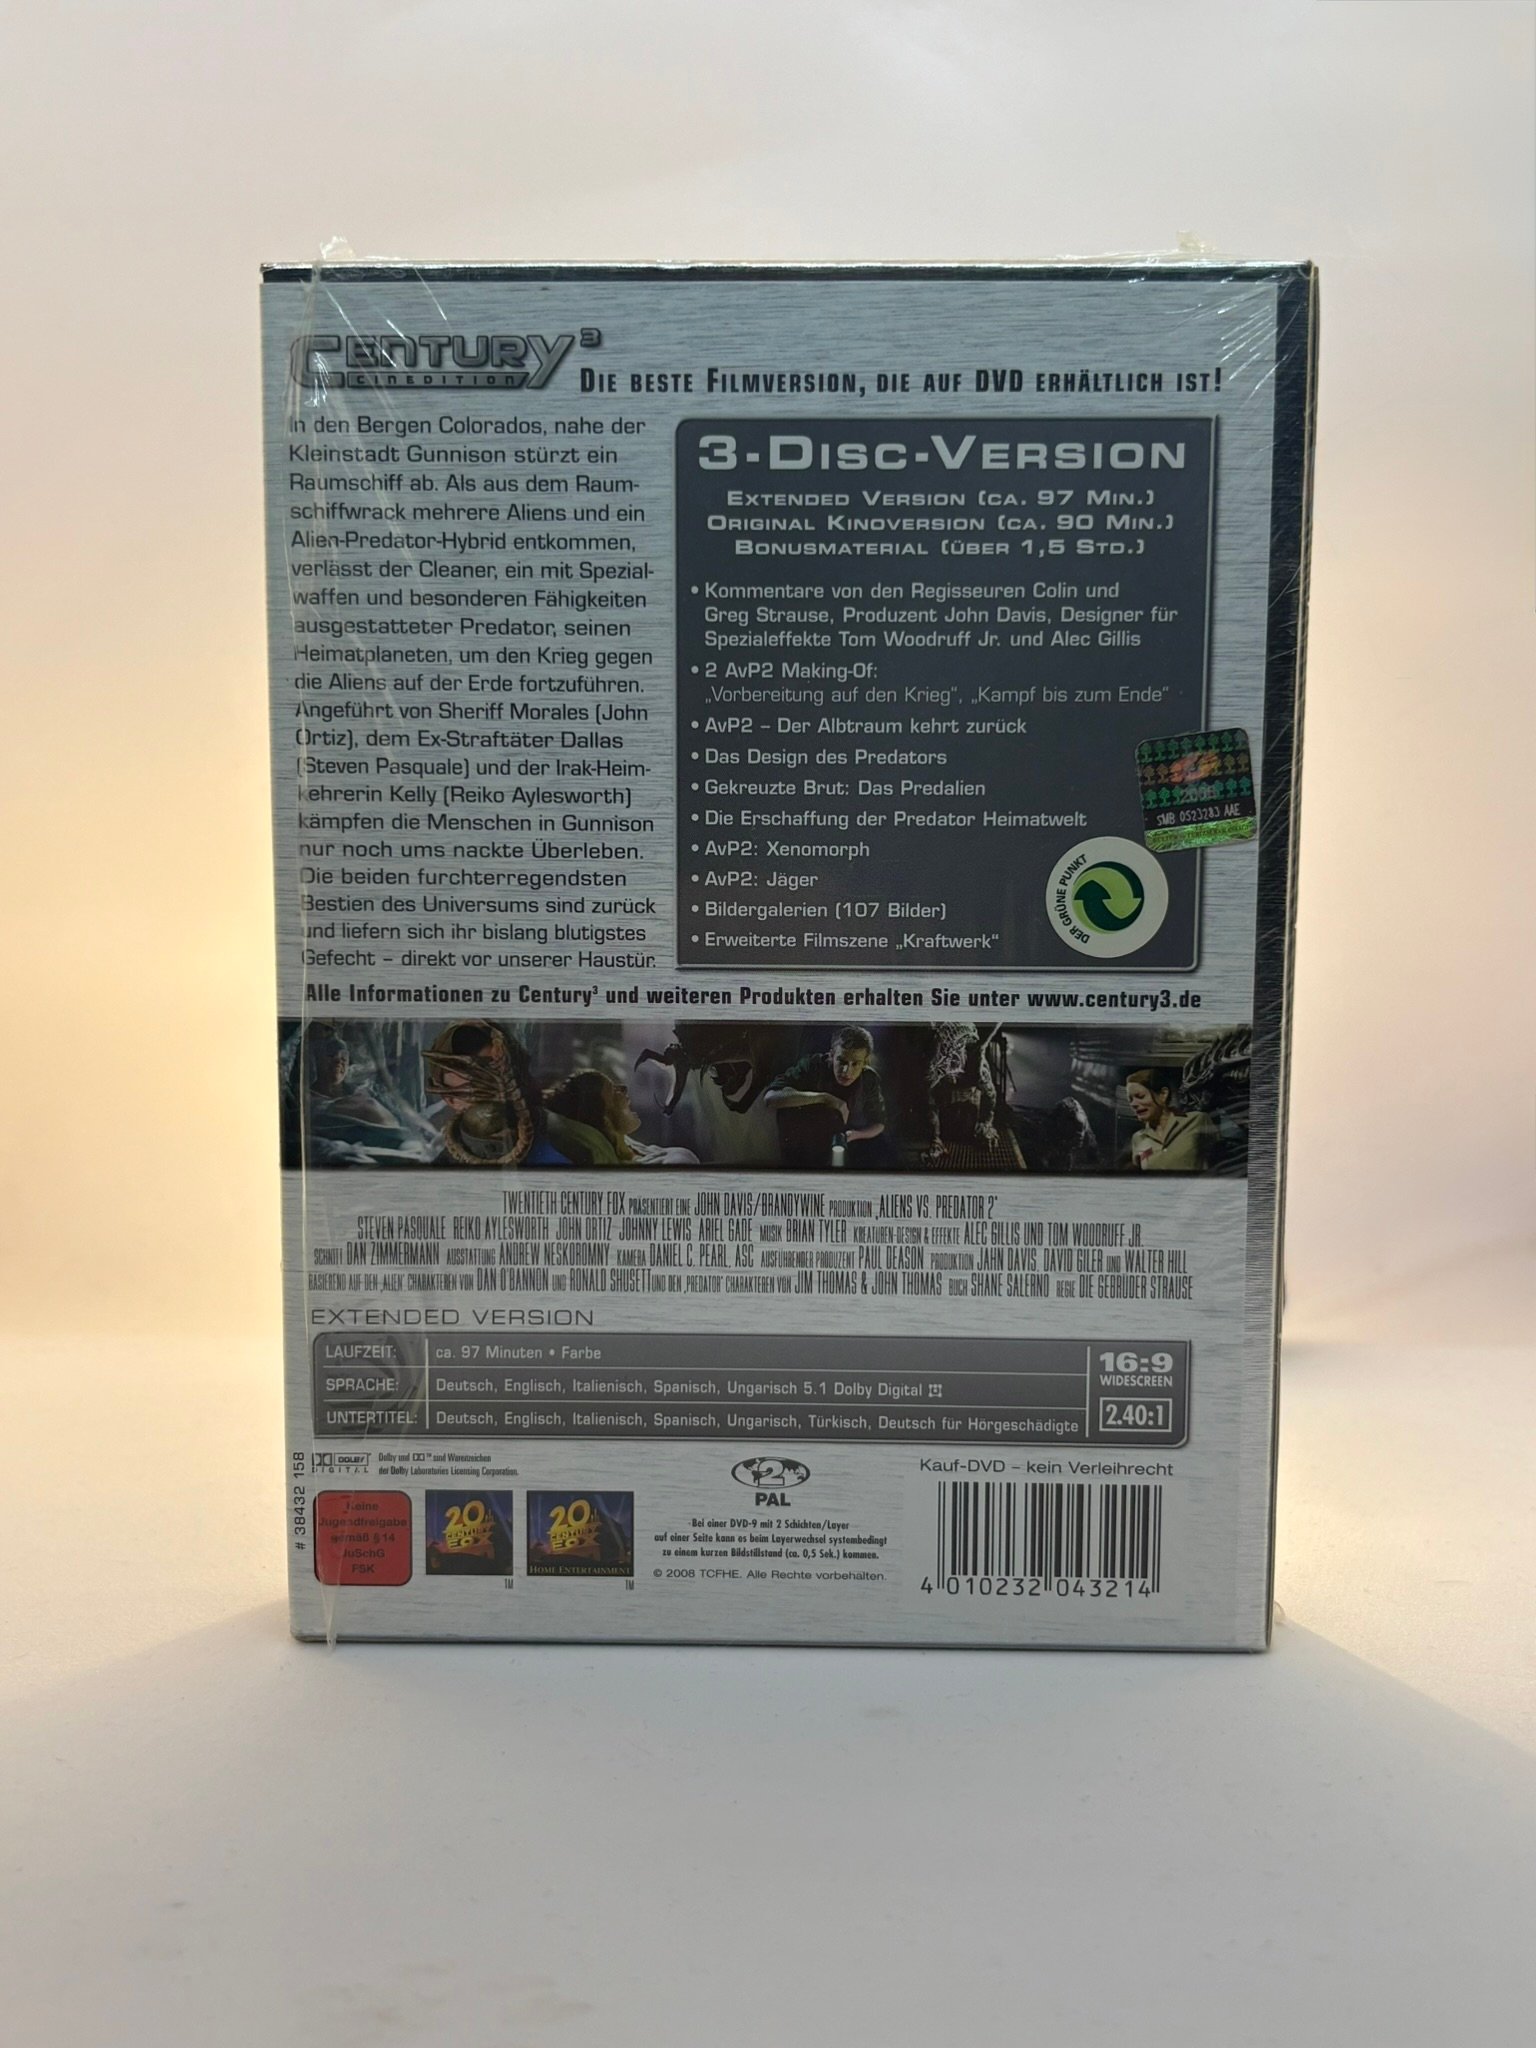 CENTURY³
CINEDITION
DIE BESTE FILMVERSION, DIE AUF DVD ERHÄLTLICH IST!
In den Bergen Colorados, nahe der
Kleinstadt Gunnison stürzt ein
Raumschiff ab. Als aus dem Raum-
schiffwrack mehrere Aliens und ein
Alien-Predator-Hybrid entkommen,
verlässt der Cleaner, ein mit Spezial-
waffen und besonderen Fähigkeiten
ausgestatteter Predator, seinen
Heimatplaneten, um den Krieg gegen
die Aliens auf der Erde fortzuführen.
Angeführt von Sheriff Morales (John
Ortiz), dem Ex-Straftäter Dallas
(Steven Pasquale) und der Irak-Heim-
kehrerin Kelly (Reiko Aylesworth)
kämpfen die Menschen in Gunnison
nur noch ums nackte Überleben.
Die beiden furchterregendsten
Bestien des Universums sind zurück
und liefern sich ihr bislang blutigstes
Gefecht – direkt vor unserer Haustür.
3-DISC-VERSION
EXTENDED VERSION (CA. 97 MIN.)
ORIGINAL KINOVERSION (CA. 90 MIN.)
BONUSMATERIAL (ÜBER 1,5 STD.)
• Kommentare von den Regisseuren Colin und
Greg Strause, Produzent John Davis, Designer für
Spezialeffekte Tom Woodruff Jr. und Alec Gillis
• 2 AvP2 Making-Of:
„Vorbereitung auf den Krieg“, „Kampf bis zum Ende“
• AvP2 – Der Albtraum kehrt zurück
• Das Design des Predators
• Gekreuzte Brut: Das Predalien
• Die Erschaffung der Predator Heimatwelt
• AvP2: Xenomorph
• AvP2: Jäger
• Bildergalerien (107 Bilder)
• Erweiterte Filmszene „Kraftwerk“
SMB 0523283 AAE
DER GRÜNE PUNKT
Alle Informationen zu Century³ und weiteren Produkten erhalten Sie unter www.century3.de
TWENTIETH CENTURY FOX PRÄSENTIERT EINE JOHN DAVIS/BRANDYWINE PRODUKTION „ALIENS VS. PREDATOR 2“
STEVEN PASQUALE REIKO AYLESWORTH JOHN ORTIZ JOHNNY LEWIS ARIEL GADE MUSIK BRIAN TYLER KREATUREN-DESIGN & EFFEKTE ALEC GILLIS UND TOM WOODRUFF JR.
SCHNITT DAN ZIMMERMANN AUSSTATTUNG ANDREW NESKOROMNY KAMERA DANIEL C. PEARL, ASC AUSFÜHRENDER PRODUZENT PAUL DEASON PRODUKTION JAHN DAVIS, DAVID GILER UND WALTER HILL
BASIEREND AUF DEN „ALIEN“ CHARAKTEREN VON DAN O'BANNON UND RONALD SHUSETT UND DEN „PREDATOR“ CHARAKTEREN VON JIM THOMAS & JOHN THOMAS BUCH SHANE SALERNO REGIE DIE GEBRÜDER STRAUSE
EXTENDED VERSION
LAUFZEIT: ca. 97 Minuten • Farbe
SPRACHE: Deutsch, Englisch, Italienisch, Spanisch, Ungarisch 5.1 Dolby Digital
UNTERTITEL: Deutsch, Englisch, Italienisch, Spanisch, Ungarisch, Türkisch, Deutsch für Hörgeschädigte
16:9
WIDESCREEN
2.40:1
# 38432 158
DOLBY
DIGITAL
Dolby und DD™ sind Warenzeichen
der Dolby Laboratories Licensing Corporation.
Keine
Jugendfreigabe
gemäß § 14
JuSchG
FSK
20th
CENTURY
FOX
TM
20th
CENTURY
FOX
HOME ENTERTAINMENT
TM
2
PAL
Bei einer DVD-9 mit 2 Schichten/Layer
auf einer Seite kann es beim Layerwechsel systembedingt
zu einem kurzen Bildstillstand (ca. 0,5 Sek.) kommen.
© 2008 TCFHE. Alle Rechte vorbehalten.
Kauf-DVD – kein Verleihrecht
4 010232 043214